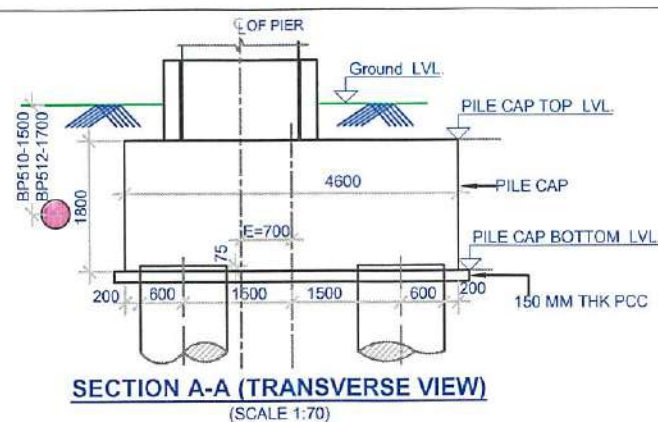 ℄ OF PIER
Ground LVL.
PILE CAP TOP LVL.
BP510-1500
BP512-1700
1800
4600
PILE CAP
E=700
75
PILE CAP BOTTOM LVL
200 600 1500 1500 600 200
150 MM THK PCC
SECTION A-A (TRANSVERSE VIEW)
(SCALE 1:70)